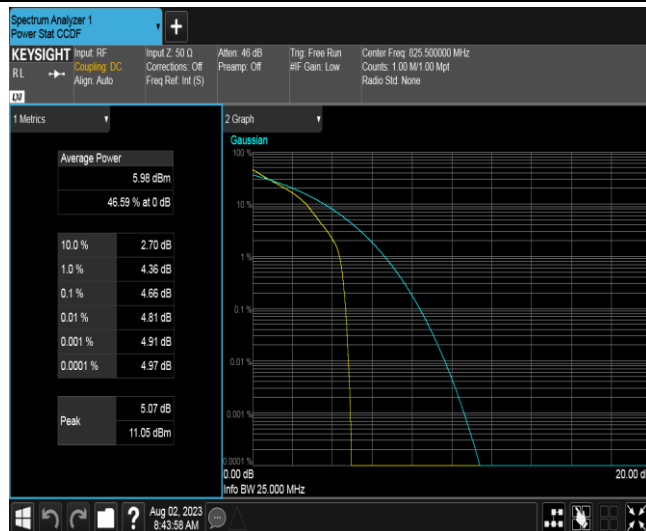 Spectrum Analyzer 1
Power Stat CCDF
+
KEYSIGHT
RL
Input: RF
Coupling: DC
Align: Auto
Input Z: 50 Ω
Corrections: Off
Freq Ref: Int (S)
Atten: 46 dB
Preamp: Off
Trig: Free Run
#IF Gain: Low
Center Freq: 825.500000 MHz
Counts: 1.00 M/1.00 Mpt
Radio Std: None
1 Metrics
Average Power
5.98 dBm
46.59 % at 0 dB
10.0 % 2.70 dB
1.0 % 4.36 dB
0.1 % 4.66 dB
0.01 % 4.81 dB
0.001 % 4.91 dB
0.0001 % 4.97 dB
Peak
5.07 dB
11.05 dBm
2 Graph
Gaussian
100 %
10 %
1 %
0.1 %
0.01 %
0.001 %
0.0001 %
0.00 dB
20.00 d
Info BW 25.000 MHz
?
Aug 02, 2023
8:43:58 AM